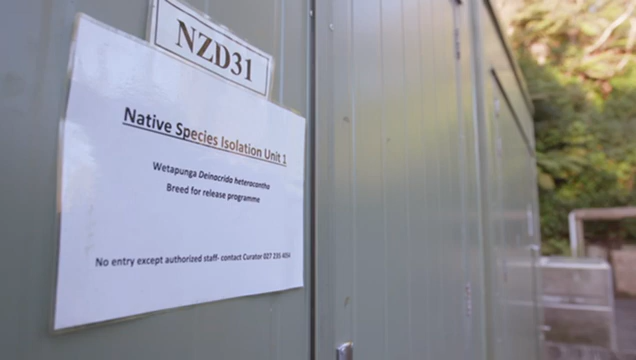 NZD31
Native Species Isolation Unit 1
Wetapunga Deinacrida heteracantha
Breed for release programme
No entry except authorized staff- contact Curator 027 235 4054